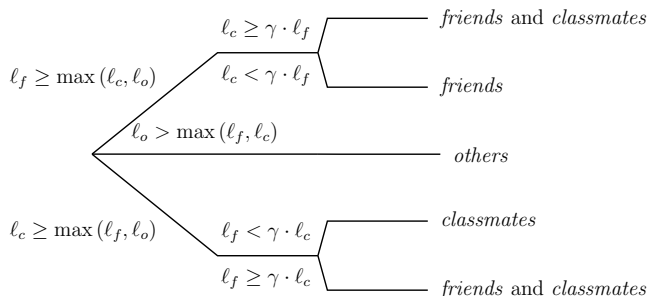 ℓ_c ≥ γ · ℓ_f
friends and classmates
ℓ_f ≥ max (ℓ_c, ℓ_o)
ℓ_c < γ · ℓ_f
friends
ℓ_o > max (ℓ_f, ℓ_c)
others
ℓ_c ≥ max (ℓ_f, ℓ_o)
ℓ_f < γ · ℓ_c
classmates
ℓ_f ≥ γ · ℓ_c
friends and classmates